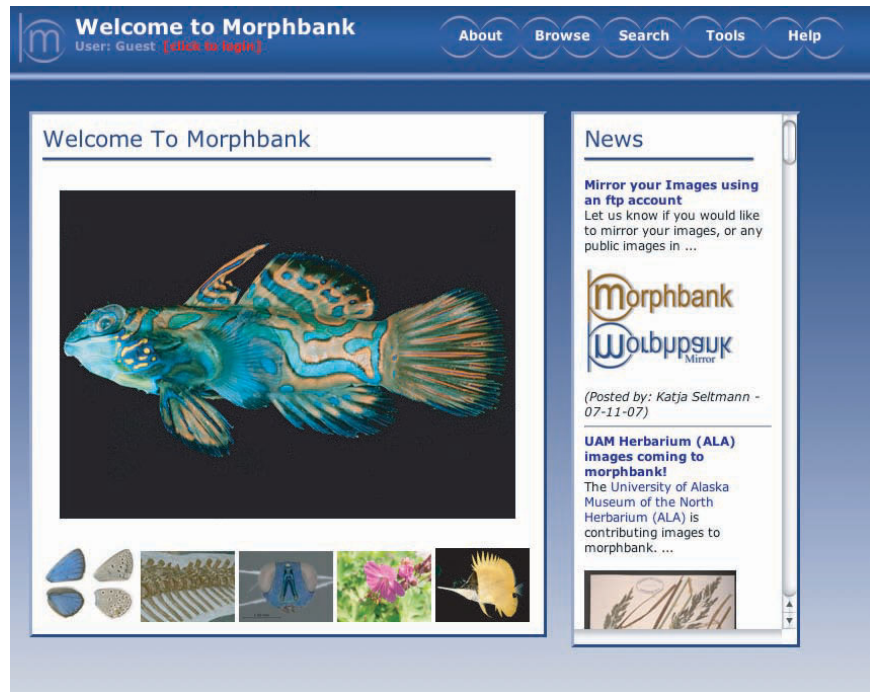 Welcome to Morphbank
User: Guest [click to login]
About Browse Search Tools Help
Welcome To Morphbank
News
Mirror your Images using
an ftp account
Let us know if you would like
to mirror your images, or any
public images in ...
morphbank
morphbank
Mirror
(Posted by: Katja Seltmann -
07-11-07)
UAM Herbarium (ALA)
images coming to
morphbank!
The University of Alaska
Museum of the North
Herbarium (ALA) is
contributing images to
morphbank. ...